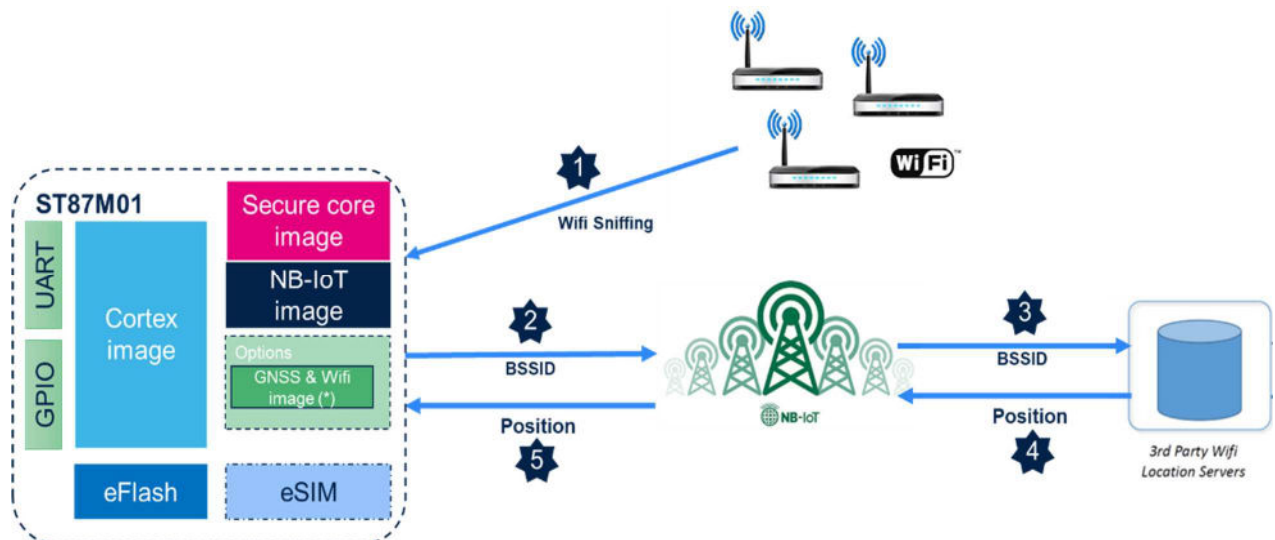 WiFi™
1
Wifi Sniffing
ST87M01
UART
GPIO
Cortex
image
Secure core
image
NB-IoT
image
Options
GNSS & Wifi
image (*)
eFlash
eSIM
2
BSSID
Position
5
NB-IoT
3
BSSID
Position
4
3rd Party Wifi
Location Servers